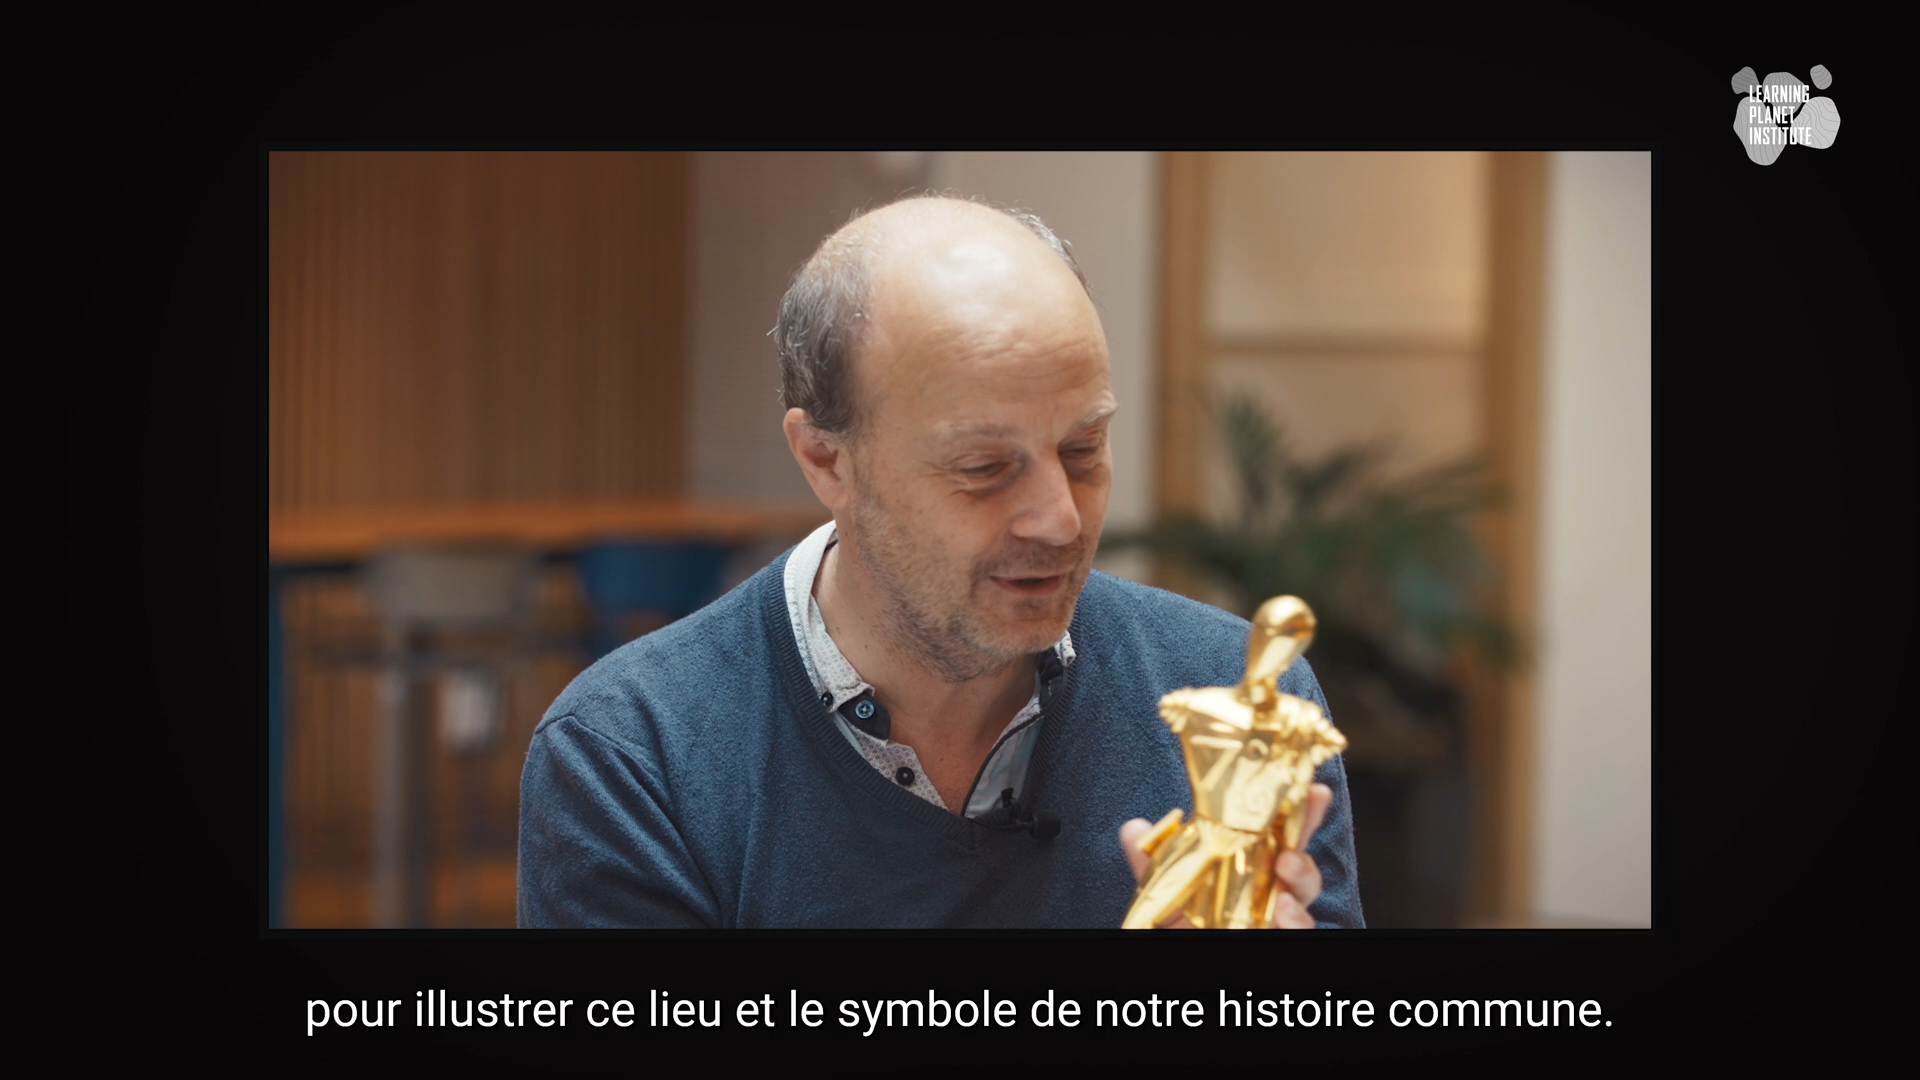 LEARNING
PLANET
INSTITUTE
pour illustrer ce lieu et le symbole de notre histoire commune.